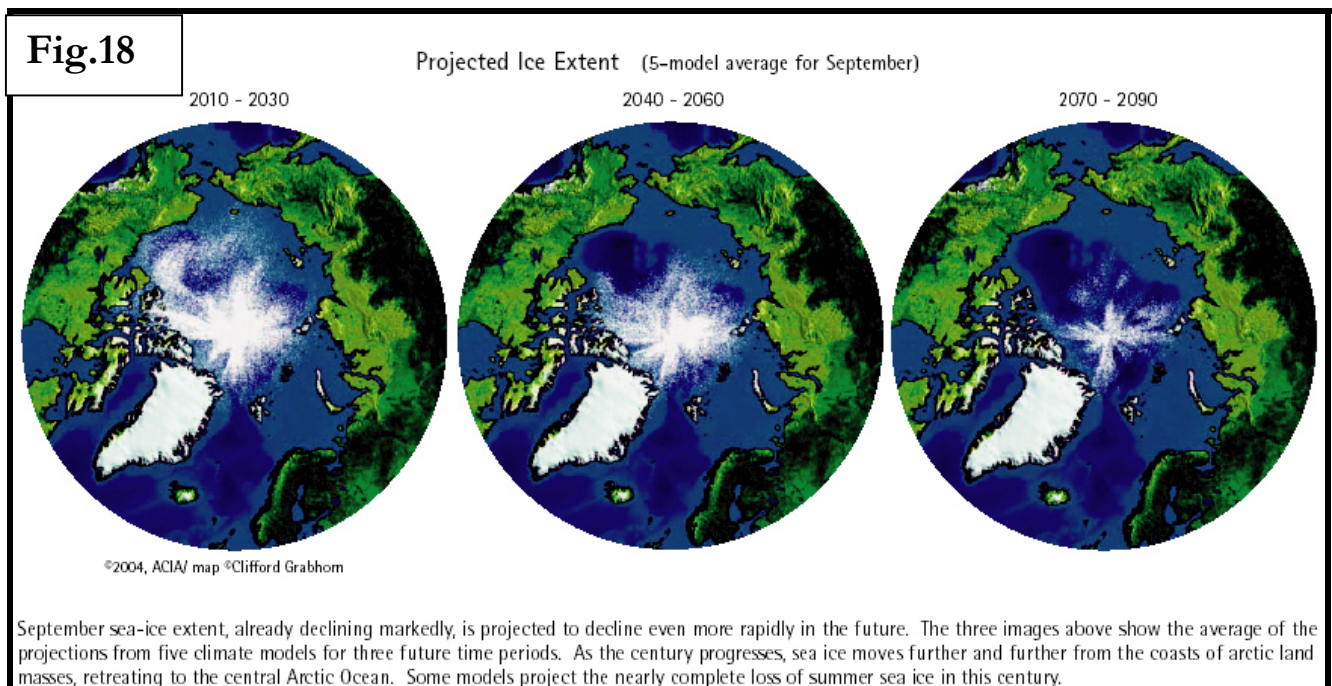 Fig.18
Projected Ice Extent (5-model average for September)
2010 - 2030
2040 - 2060
2070 - 2090
©2004, ACIA/ map ©Clifford Grabhorn
September sea-ice extent, already declining markedly, is projected to decline even more rapidly in the future. The three images above show the average of the
projections from five climate models for three future time periods. As the century progresses, sea ice moves further and further from the coasts of arctic land
masses, retreating to the central Arctic Ocean. Some models project the nearly complete loss of summer sea ice in this century.